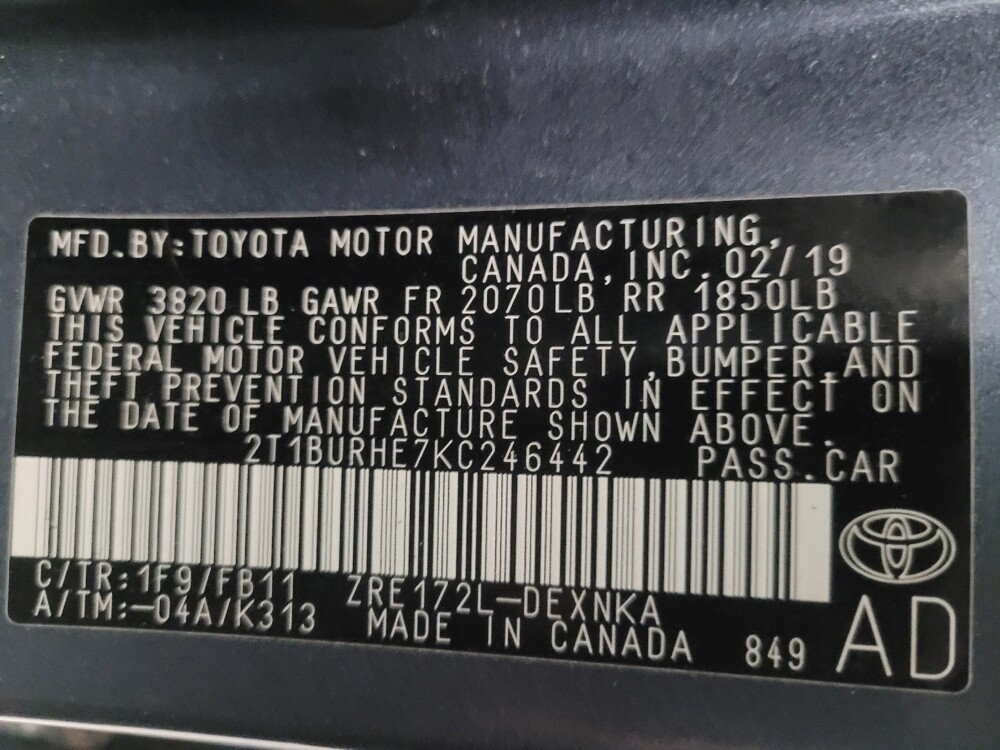 MFD.BY:TOYOTA MOTOR MANUFACTURING,
CANADA,INC.02/19
GVWR 3820 LB GAWR FR 2070LB RR 1850LB
THIS VEHICLE CONFORMS TO ALL APPLICABLE
FEDERAL MOTOR VEHICLE SAFETY,BUMPER,AND
THEFT PREVENTION STANDARDS IN EFFECT ON
THE DATE OF MANUFACTURE SHOWN ABOVE.
2T1BURHE7KC246442 PASS.CAR
C/TR:1F9/FB11 ZRE172L-DEXNKA
A/TM:-04A/K313 MADE IN CANADA 849 AD